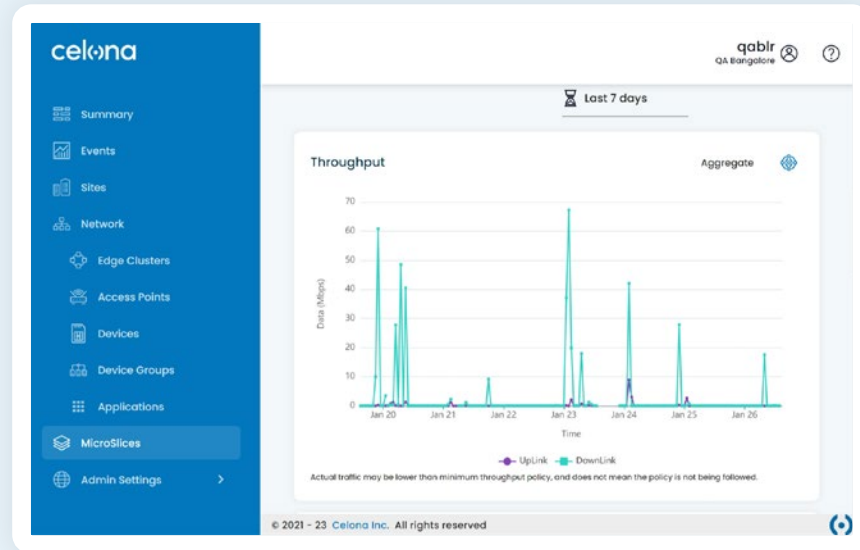 celona
qablr
QA Bangalore
Last 7 days
Summary
Events
Sites
Network
Edge Clusters
Access Points
Devices
Device Groups
Applications
MicroSlices
Admin Settings
Throughput
Aggregate
70
60
50
40
30
20
10
0
Data (Mbps)
Jan 20 Jan 21 Jan 22 Jan 23 Jan 24 Jan 25 Jan 26
Time
UpLink DownLink
Actual traffic may be lower than minimum throughput policy, and does not mean the policy is not being followed.
© 2021 - 23 Celona Inc. All rights reserved